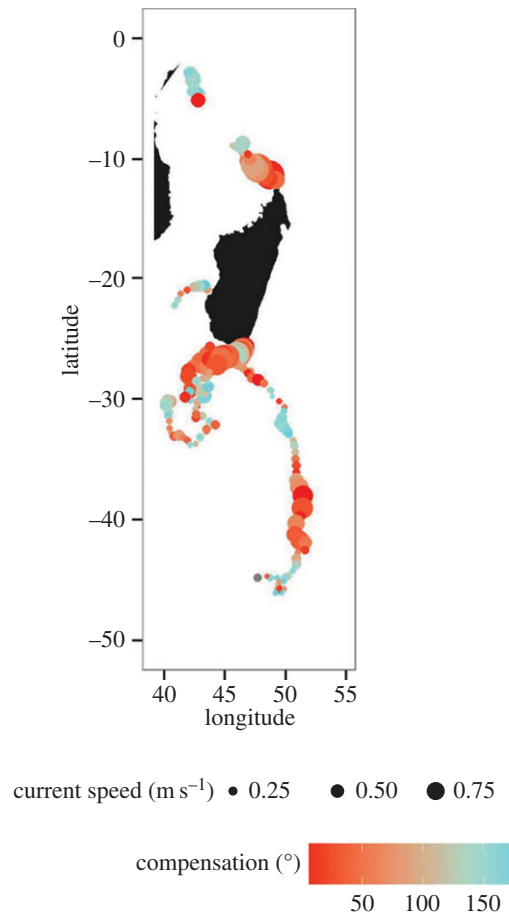 0
−10
−20
−30
−40
−50
latitude
40 45 50 55
longitude
current speed (m s−1) 0.25 0.50 0.75
compensation (°)
50 100 150